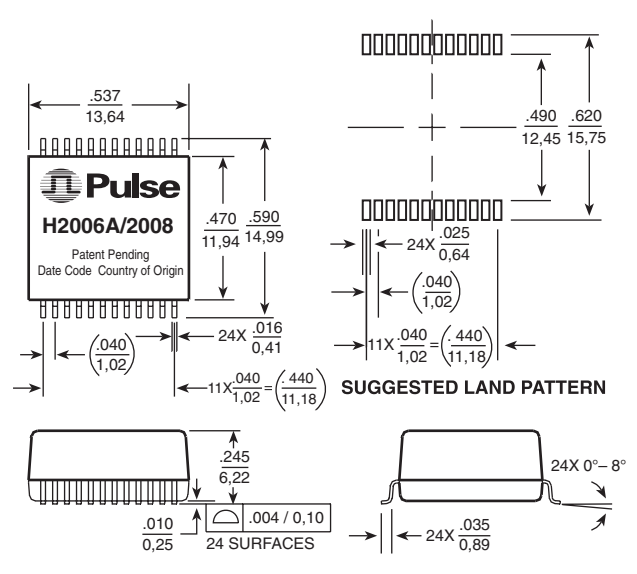 .537
13,64
Pulse
H2006A/2008
Patent Pending
Date Code Country of Origin
.470
11,94
.590
14,99
(.040
1,02)
24X .016
0,41
11X .040
1,02 = (.440
11,18)
.490
12,45
.620
15,75
24X .025
0,64
(.040
1,02)
11X .040
1,02 = (.440
11,18)
SUGGESTED LAND PATTERN
.245
6,22
.010
0,25
.004 / 0,10
24 SURFACES
24X 0°– 8°
24X .035
0,89